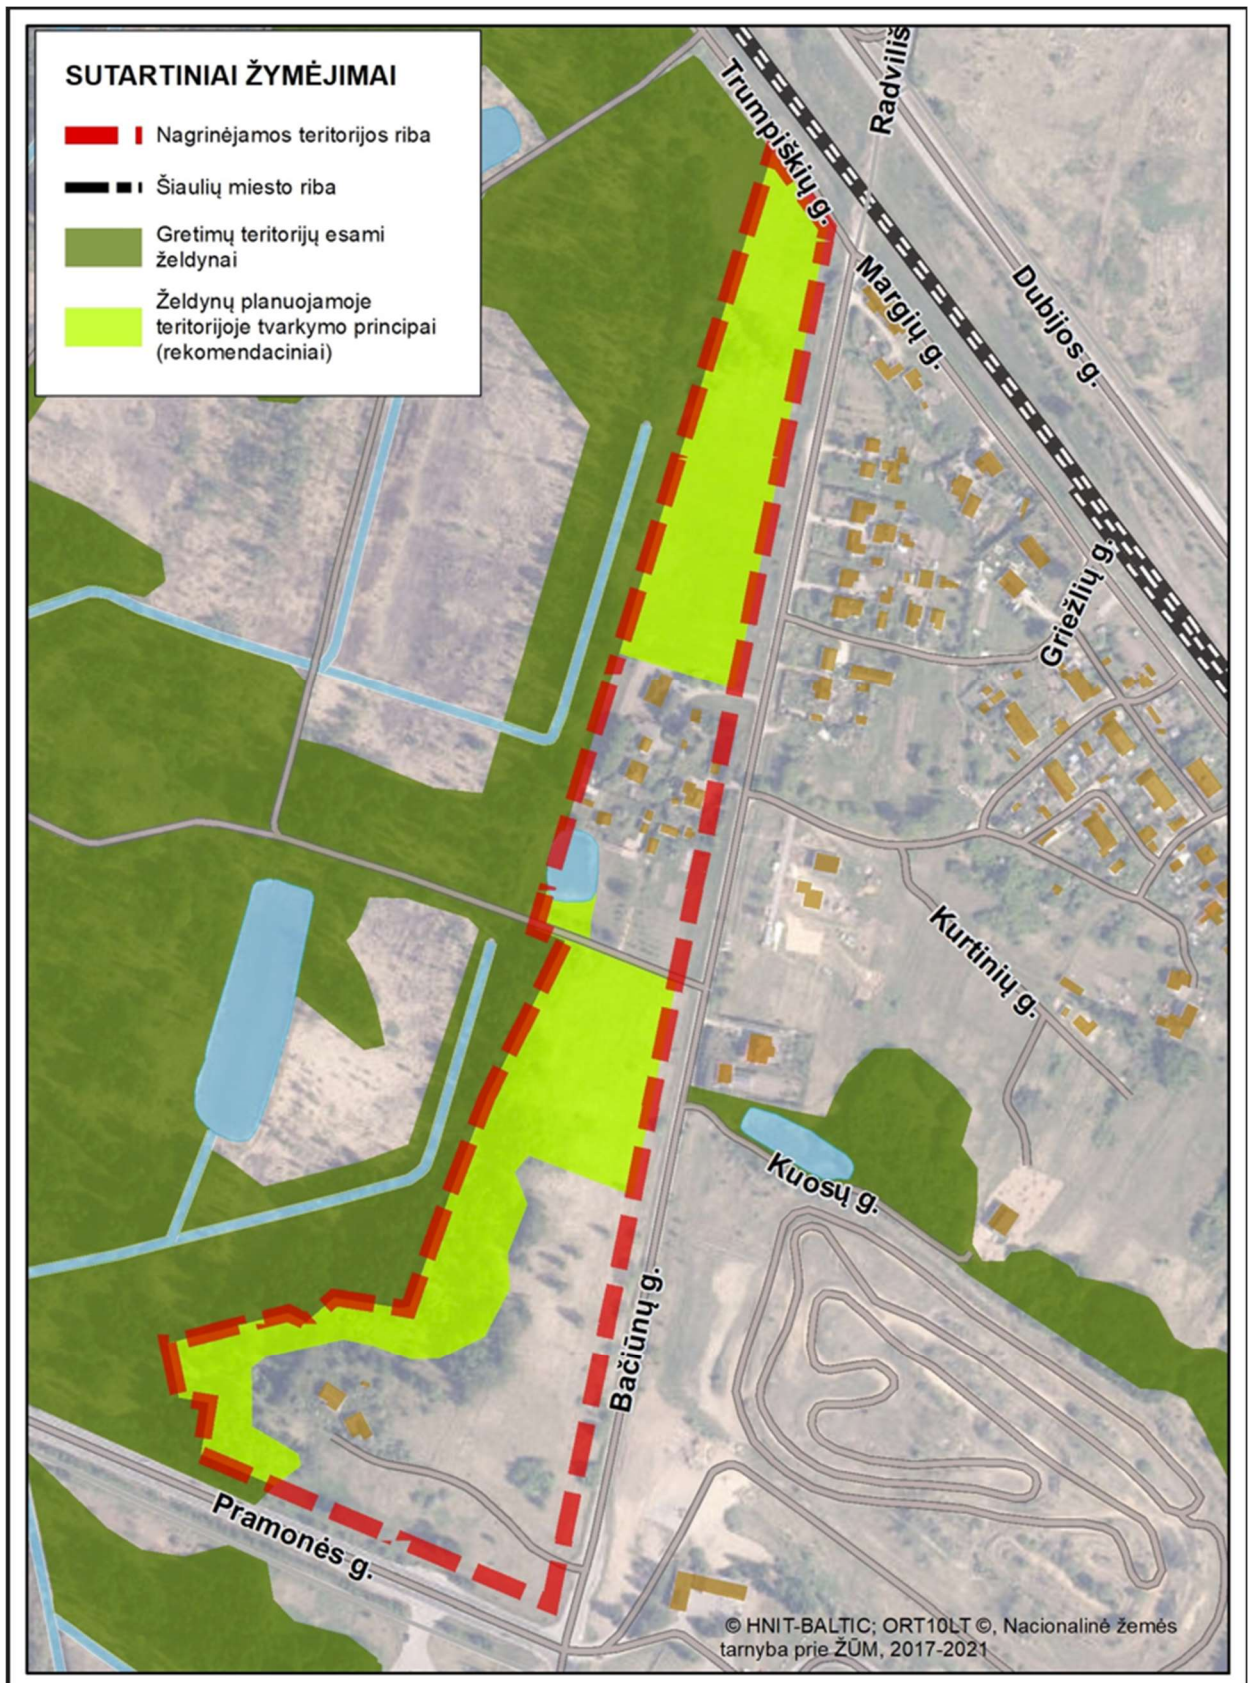 SUTARTINIAI ŽYMĖJIMAI
Nagrinėjamos teritorijos riba
Šiaulių miesto riba
Gretimų teritorijų esami
želdynai
Želdynų planuojamoje
teritorijoje tvarkymo principai
(rekomendaciniai)
Radviliš
Trumpiškių g.
Margių g.
Dubijos g.
Griežlių g.
Kurtinių g.
Kuosų g.
Bačiūnų g.
Pramonės g.
© HNIT-BALTIC; ORT10LT ©, Nacionalinė žemės
tarnyba prie ŽŪM, 2017-2021